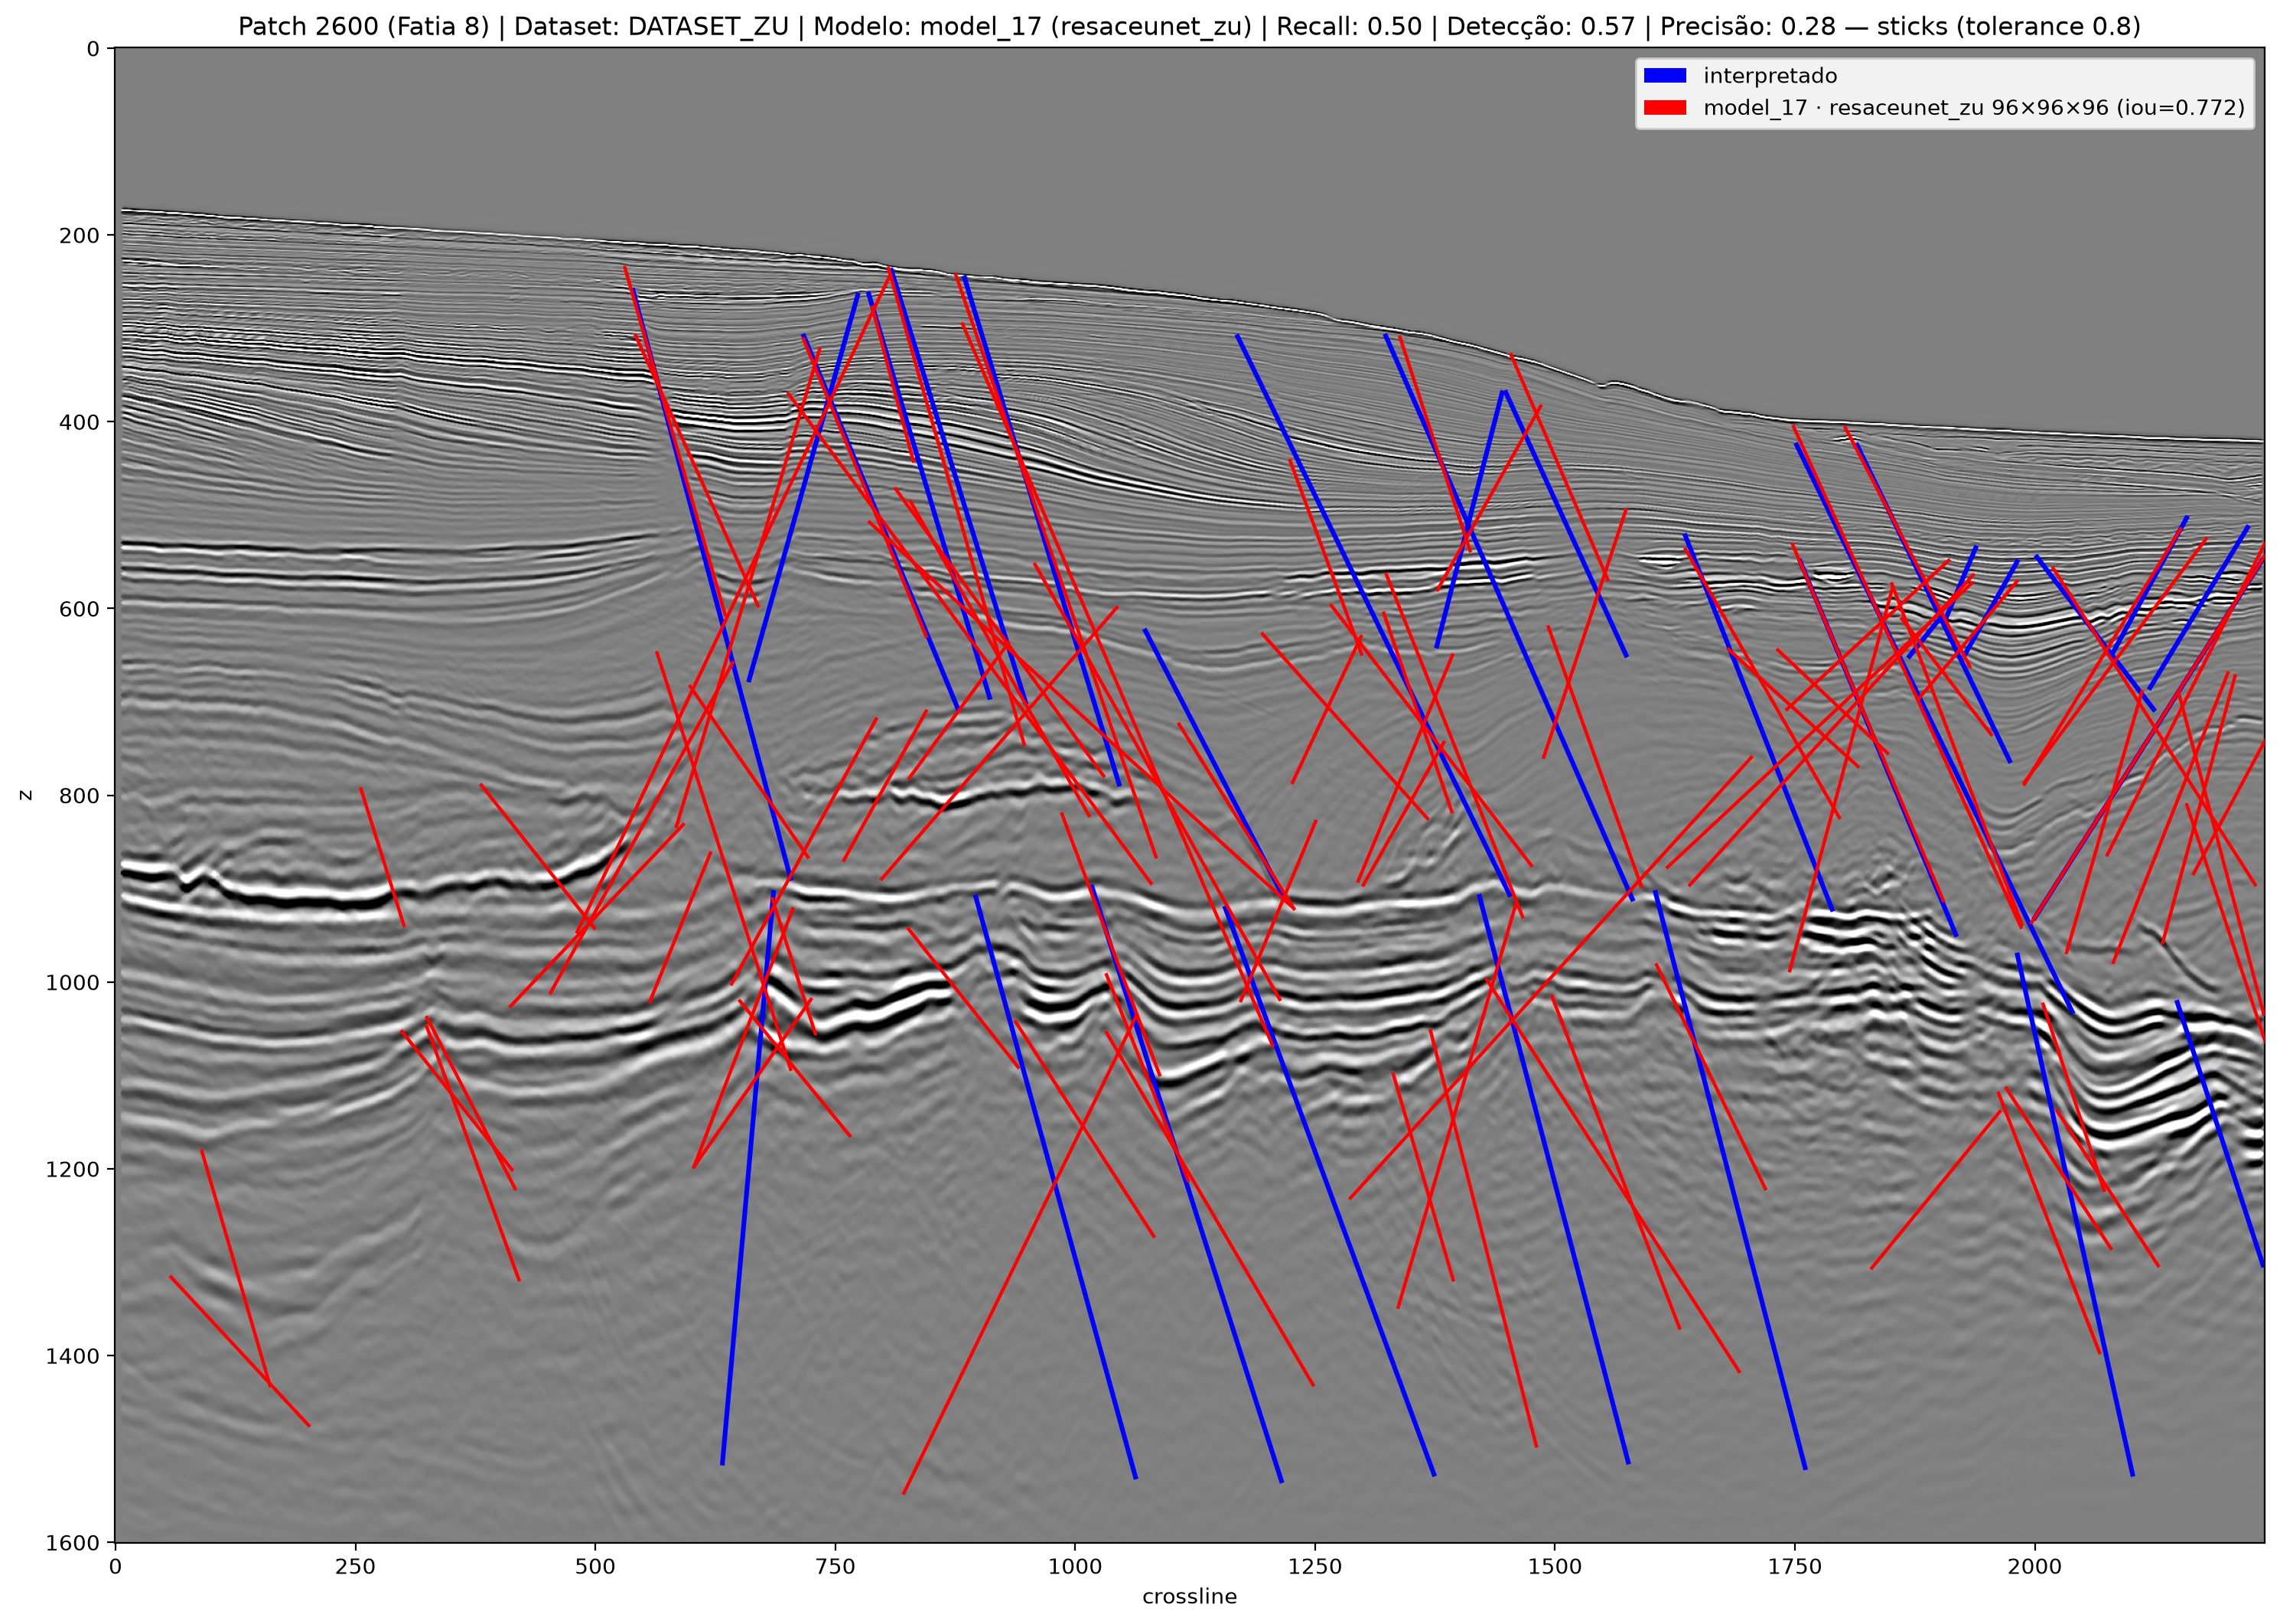 Patch 2600 (Fatia 8) | Dataset: DATASET_ZU | Modelo: model_17 (resaceunet_zu) | Recall: 0.50 | Detecção: 0.57 | Precisão: 0.28 — sticks (tolerance 0.8)
interpretado
model_17 · resaceunet_zu 96×96×96 (iou=0.772)
0
200
400
600
800
1000
1200
1400
1600
z
0 250 500 750 1000 1250 1500 1750 2000
crossline